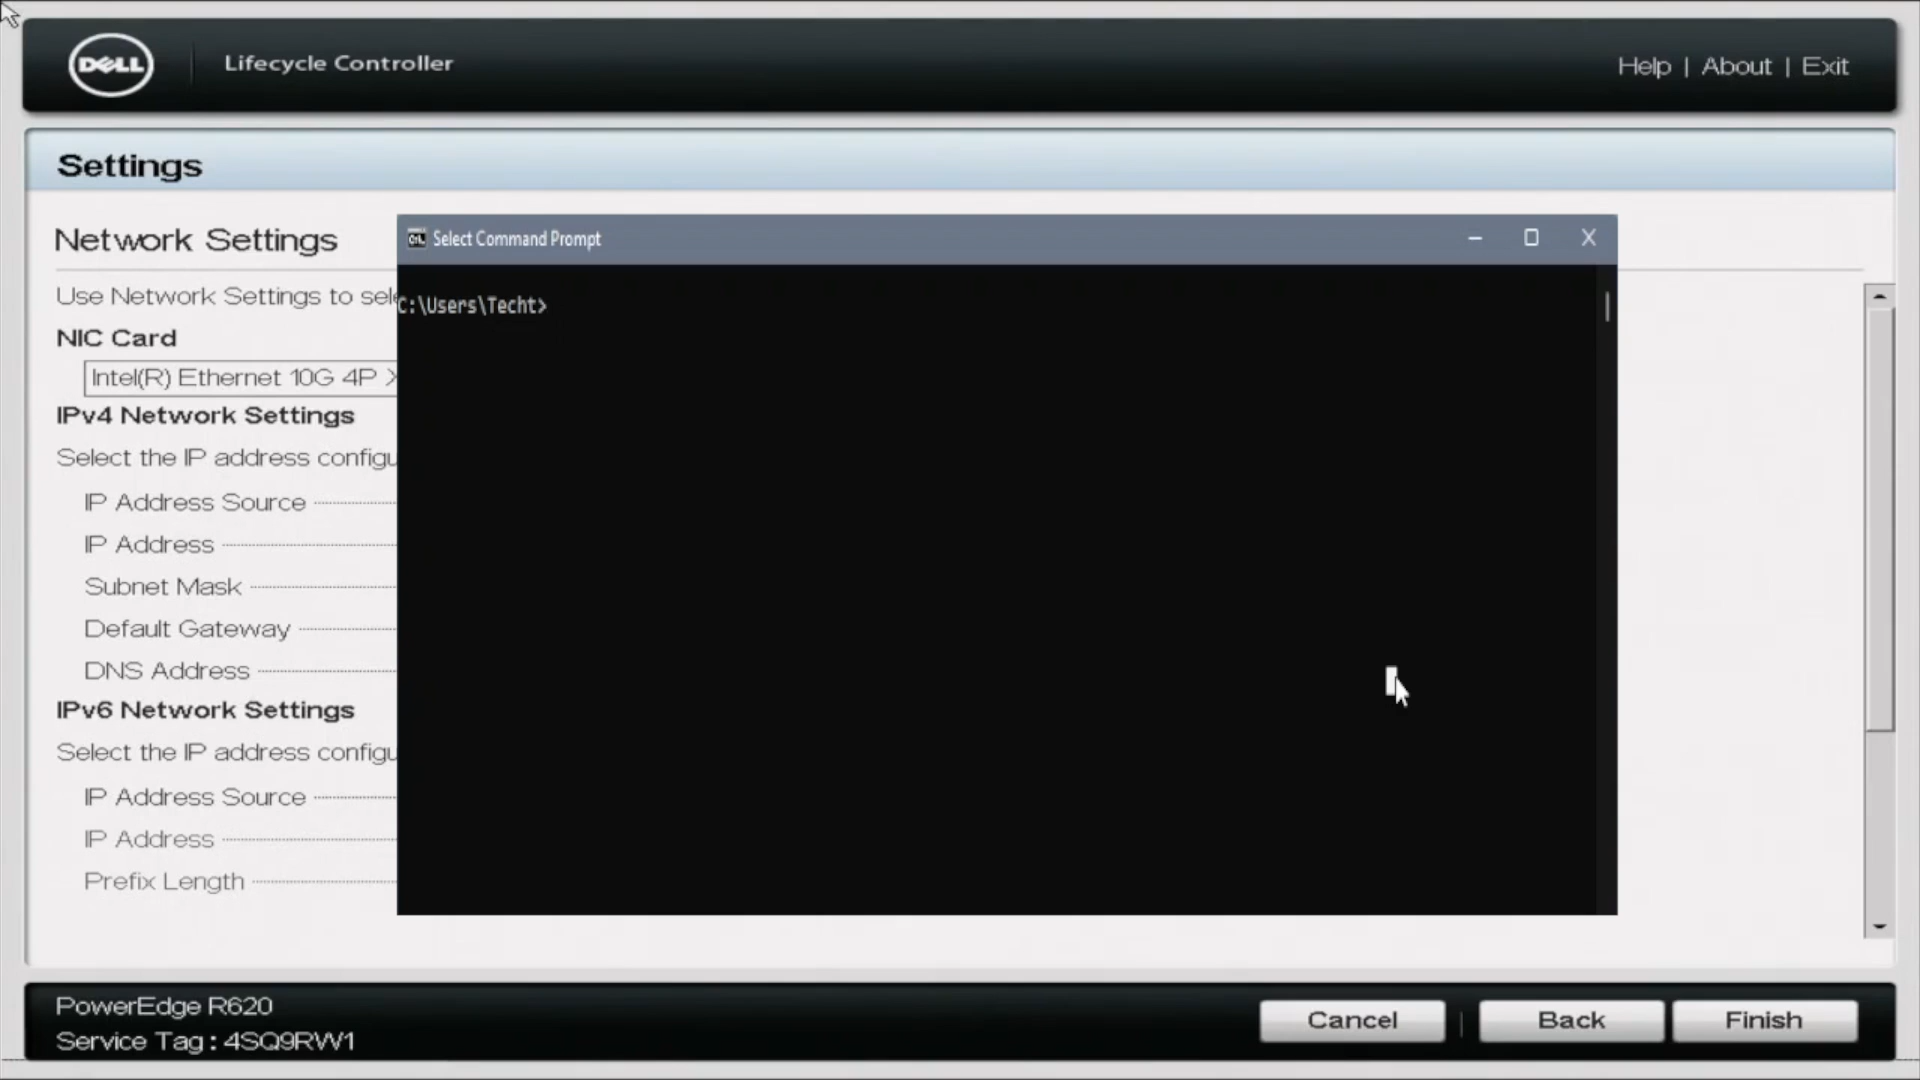 DELL
Lifecycle Controller
Help | About | Exit
Settings
Network Settings
Use Network Settings to
NIC Card
Intel(R) Ethernet 10G 4P
IPv4 Network Settings
Select the IP address
IP Address Source
IP Address
Subnet Mask
Default Gateway
DNS Address
IPv6 Network Settings
Select the IP address
IP Address Source
IP Address
Prefix Length
Select Command Prompt
C:\Users\Techt>
PowerEdge R620
Service Tag : 4SQ9RW1
Cancel
Back
Finish